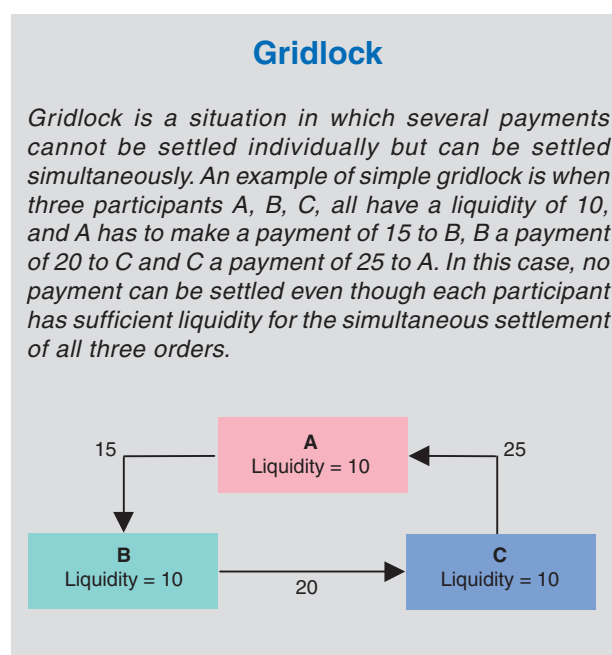 Gridlock
Gridlock is a situation in which several payments
cannot be settled individually but can be settled
simultaneously. An example of simple gridlock is when
three participants A, B, C, all have a liquidity of 10,
and A has to make a payment of 15 to B, B a payment
of 20 to C and C a payment of 25 to A. In this case, no
payment can be settled even though each participant
has sufficient liquidity for the simultaneous settlement
of all three orders.
15
A
Liquidity = 10
25
B
Liquidity = 10
20
C
Liquidity = 10